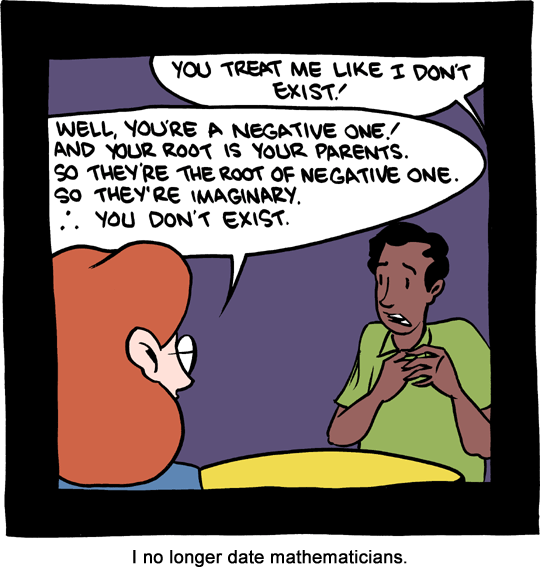 YOU TREAT ME LIKE I DON'T
EXIST!
WELL, YOU'RE A NEGATIVE ONE!
AND YOUR ROOT IS YOUR PARENTS.
SO THEY'RE THE ROOT OF NEGATIVE ONE.
SO THEY'RE IMAGINARY.
∴ YOU DON'T EXIST.
I no longer date mathematicians.